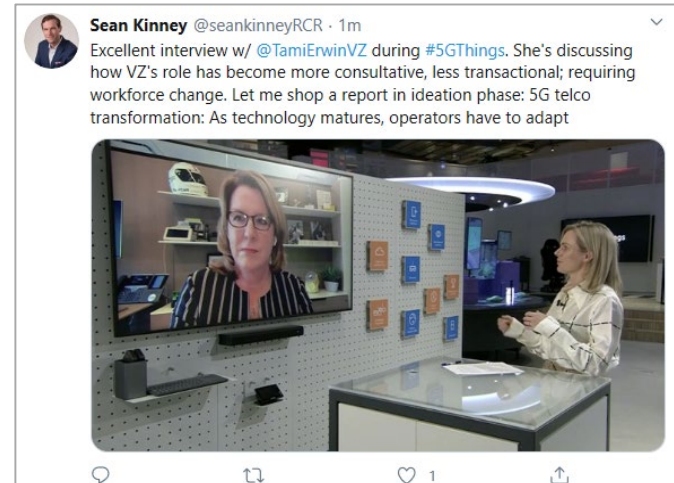 Sean Kinney @seankinneyRCR · 1m
Excellent interview w/ @TamiErwinVZ during #5GThings. She's discussing
how VZ's role has become more consultative, less transactional; requiring
workforce change. Let me shop a report in ideation phase: 5G telco
transformation: As technology matures, operators have to adapt
1